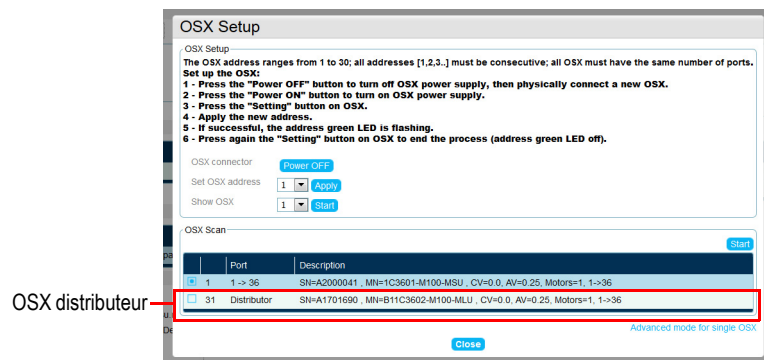 OSX Setup
OSX Setup
The OSX address ranges from 1 to 30; all addresses [1,2,3..] must be consecutive; all OSX must have the same number of ports.
Set up the OSX:
1 - Press the "Power OFF" button to turn off OSX power supply, then physically connect a new OSX.
2 - Press the "Power ON" button to turn on OSX power supply.
3 - Press the "Setting" button on OSX.
4 - Apply the new address.
5 - If successful, the address green LED is flashing.
6 - Press again the "Setting" button on OSX to end the process (address green LED off).
OSX connector Power OFF
Set OSX address 1 Apply
Show OSX 1 Start
OSX Scan
Start
Port Description
1 1 -> 36 SN=A2000041 , MN=1C3601-M100-MSU , CV=0.0, AV=0.25, Motors=1, 1->36
OSX distributeur
31 Distributor SN=A1701690 , MN=B11C3602-M100-MLU , CV=0.0, AV=0.25, Motors=1, 1->36
Advanced mode for single OSX
Close